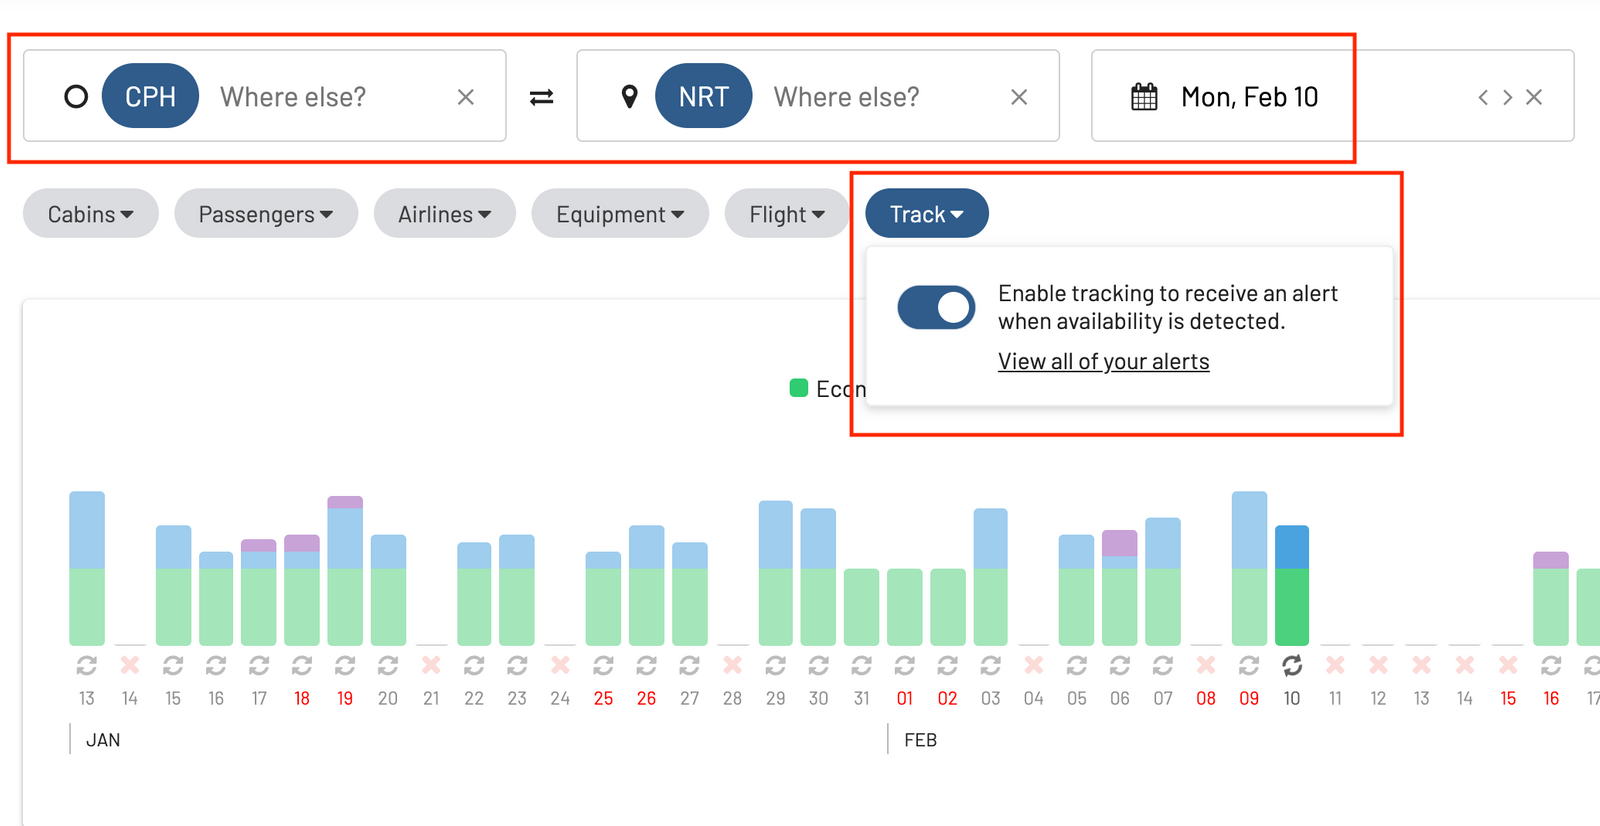 CPH Where else? NRT Where else? Mon, Feb 10
Cabins Passengers Airlines Equipment Flight Track
Enable tracking to receive an alert
when availability is detected.
View all of your alerts
Econ
13 14 15 16 17 18 19 20 21 22 23 24 25 26 27 28 29 30 31 01 02 03 04 05 06 07 08 09 10 11 12 13 14 15 16 17
JAN FEB